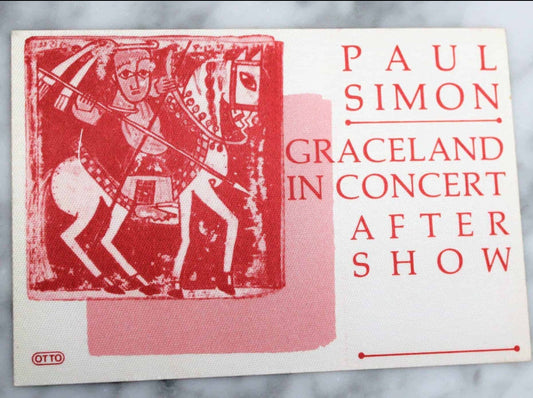 PAUL
SIMON
GRACELAND
IN CONCERT
AFTER
SHOW
OTTO